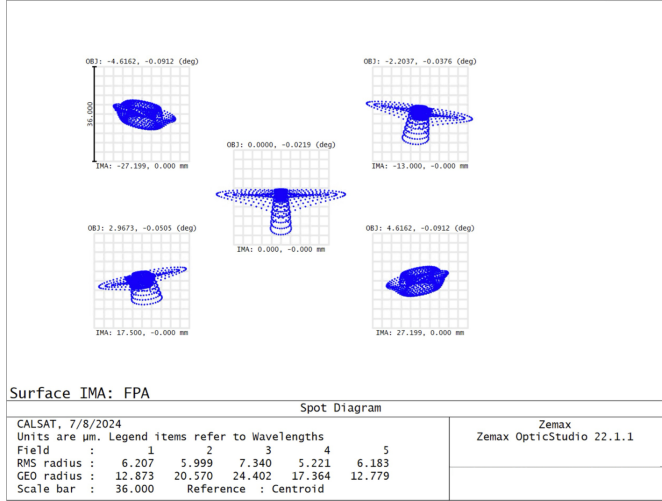 OBJ: -4.6162, -0.0912 (deg)
OBJ: -2.2037, -0.0376 (deg)
36.000
IMA: -27.199, 0.000 mm
IMA: -13.000, -0.000 mm
OBJ: 0.0000, -0.0219 (deg)
IMA: 0.000, -0.000 mm
OBJ: 2.9673, -0.0505 (deg)
OBJ: 4.6162, -0.0912 (deg)
IMA: 17.500, -0.000 mm
IMA: 27.199, 0.000 mm
Surface IMA: FPA
Spot Diagram
CALSAT, 7/8/2024
Units are µm. Legend items refer to Wavelengths
Field : 1 2 3 4 5
RMS radius : 6.207 5.999 7.340 5.221 6.183
GEO radius : 12.873 20.570 24.402 17.364 12.779
Scale bar : 36.000 Reference : Centroid
Zemax
Zemax OpticStudio 22.1.1